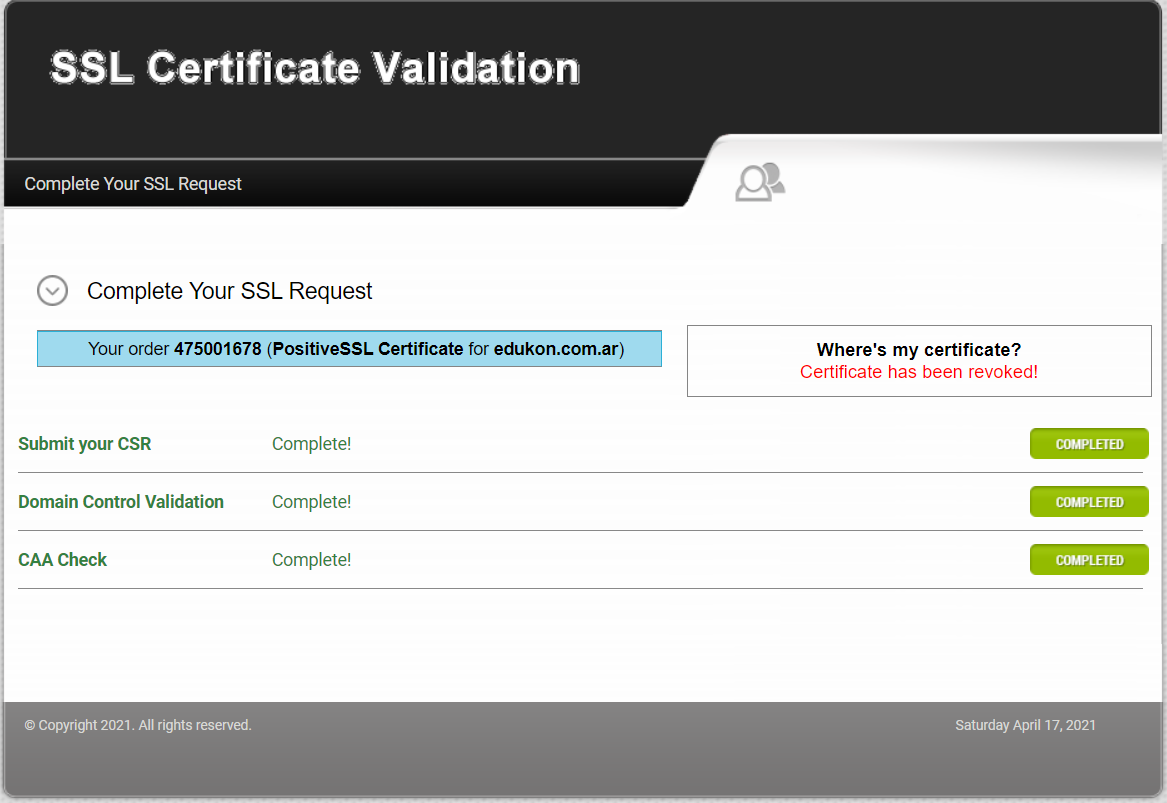 SSL Certificate Validation
Complete Your SSL Request
Complete Your SSL Request
Your order 475001678 (PositiveSSL Certificate for edukon.com.ar)
Where's my certificate?
Certificate has been revoked!
Submit your CSR Complete! COMPLETED
Domain Control Validation Complete! COMPLETED
CAA Check Complete! COMPLETED
© Copyright 2021. All rights reserved. Saturday April 17, 2021